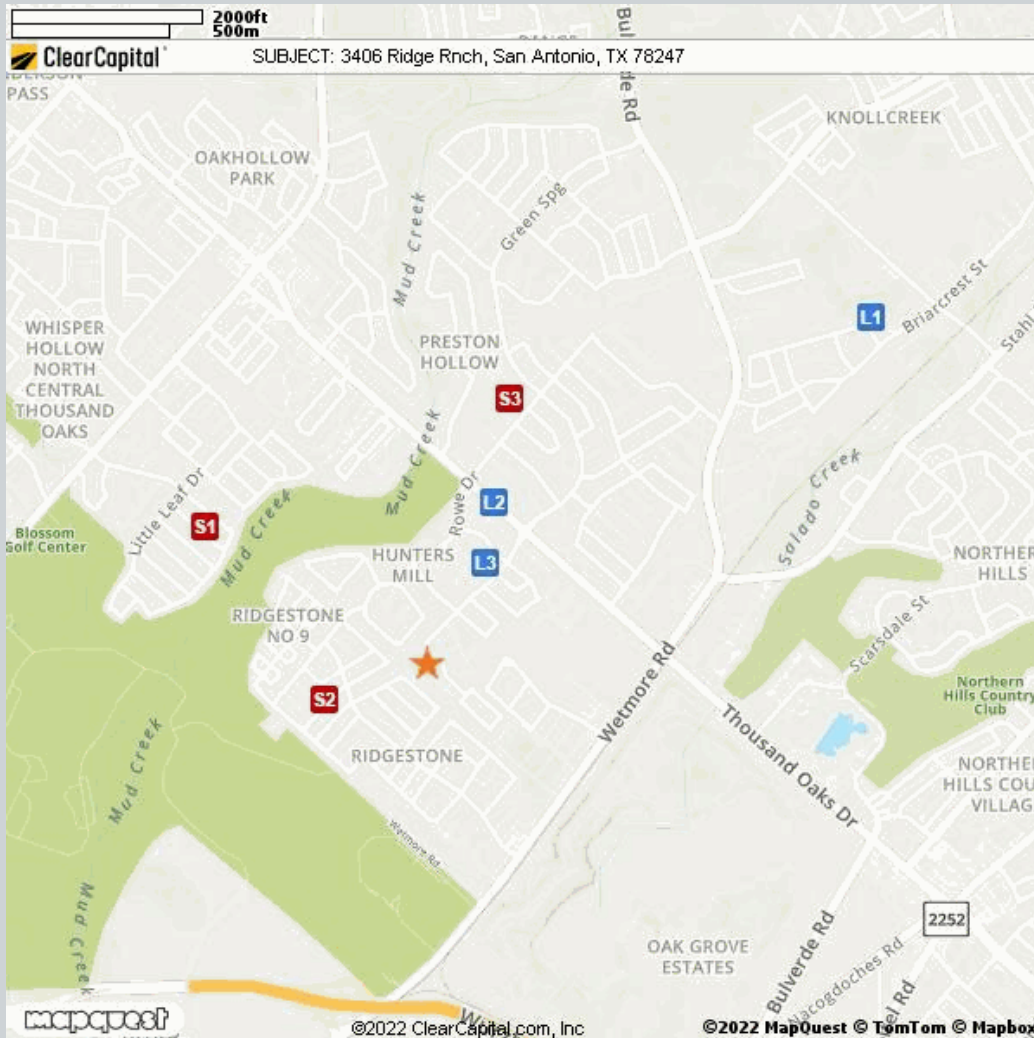 2000ft
500m
ClearCapital
SUBJECT: 3406 Ridge Rnch, San Antonio, TX 78247
PASS
KNOLLCREEK
OAKHOLLOW
PARK
Green Spg
Mud Creek
WHISPER
HOLLOW
NORTH
CENTRAL
THOUSAND
OAKS
PRESTON
HOLLOW
L1
Briarcrest St
Stahl
S3
Mud Creek
Little Leaf Dr
Rowe Dr
L2
S1
Mud Creek
Salado Creek
Blossom
Golf Center
HUNTERS
MILL
L3
NORTHERN
HILLS
RIDGESTONE
NO 9
Scarsdale St
S2
Wetmore Rd
Northern
Hills Country
Club
Thousand Oaks Dr
RIDGESTONE
Mud Creek
NORTHER
HILLS COU
VILLAG
Wetmore Rd
Mud Creek
2252
OAK GROVE
ESTATES
Bulverde Rd
Nacogdoches Rd
mapquest
©2022 ClearCapital.com, Inc
©2022 MapQuest © TomTom © Mapbox